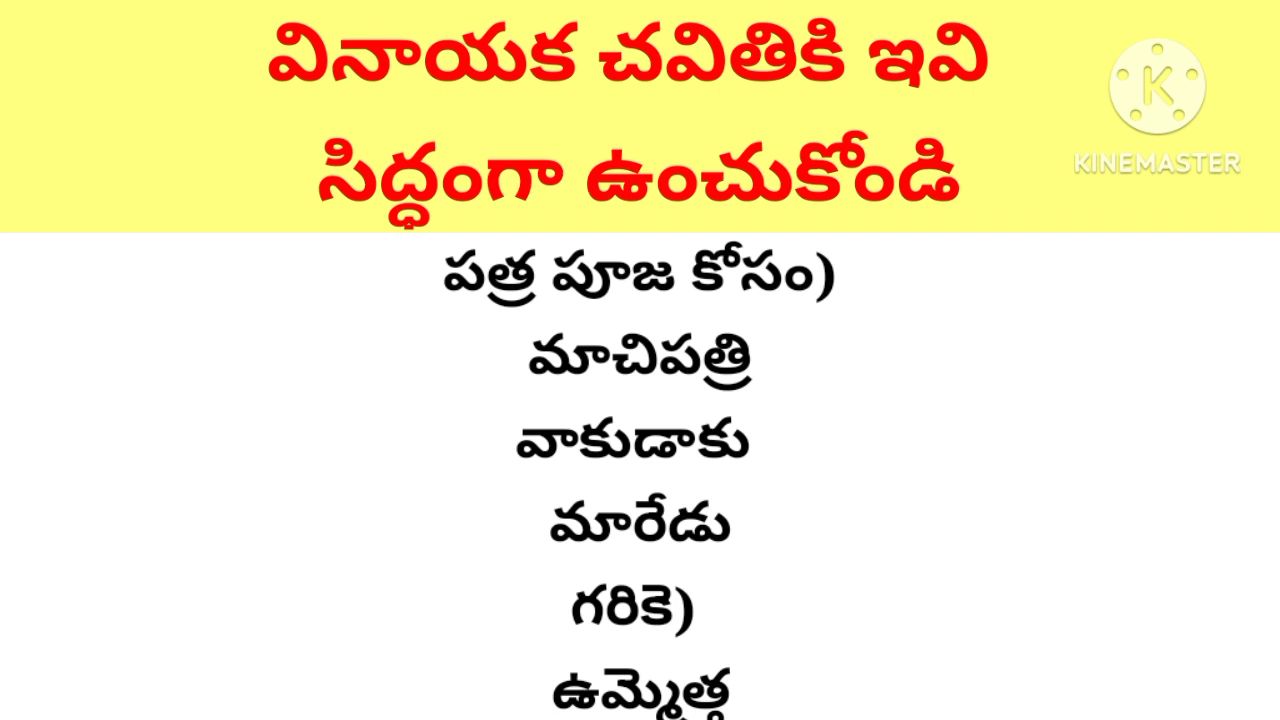 వినాయక చవితికి ఇవి
సిద్ధంగా ఉంచుకోండి
KINEMASTER
పత్ర పూజ కోసం)
మాచిపత్రి
వాకుడాకు
మారేడు
గరికె)
ఉమ్మెత్త